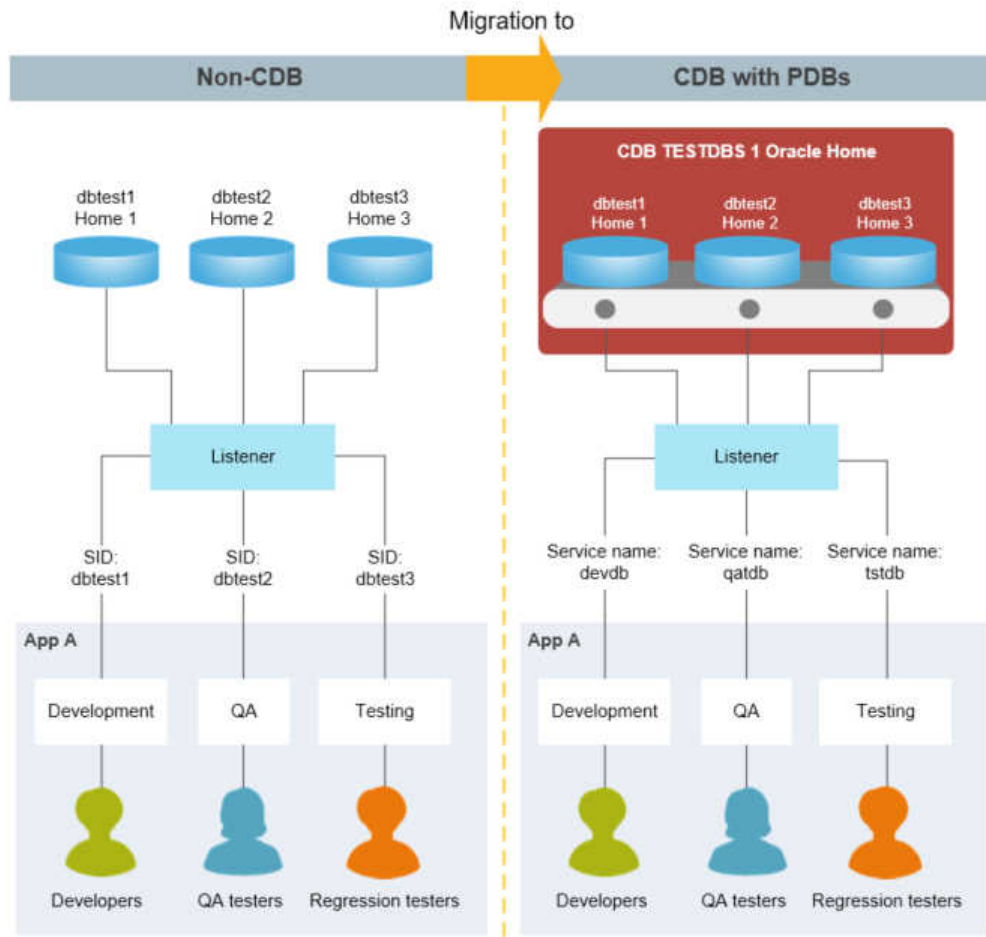 Migration to
Non-CDB
CDB with PDBs
dbtest1
Home 1
dbtest2
Home 2
dbtest3
Home 3
Listener
SID:
dbtest1
SID:
dbtest2
SID:
dbtest3
App A
Development
QA
Testing
Developers
QA testers
Regression testers
CDB TESTDBS 1 Oracle Home
dbtest1
Home 1
dbtest2
Home 2
dbtest3
Home 3
Listener
Service name:
devdb
Service name:
qatdb
Service name:
tstdb
App A
Development
QA
Testing
Developers
QA testers
Regression testers